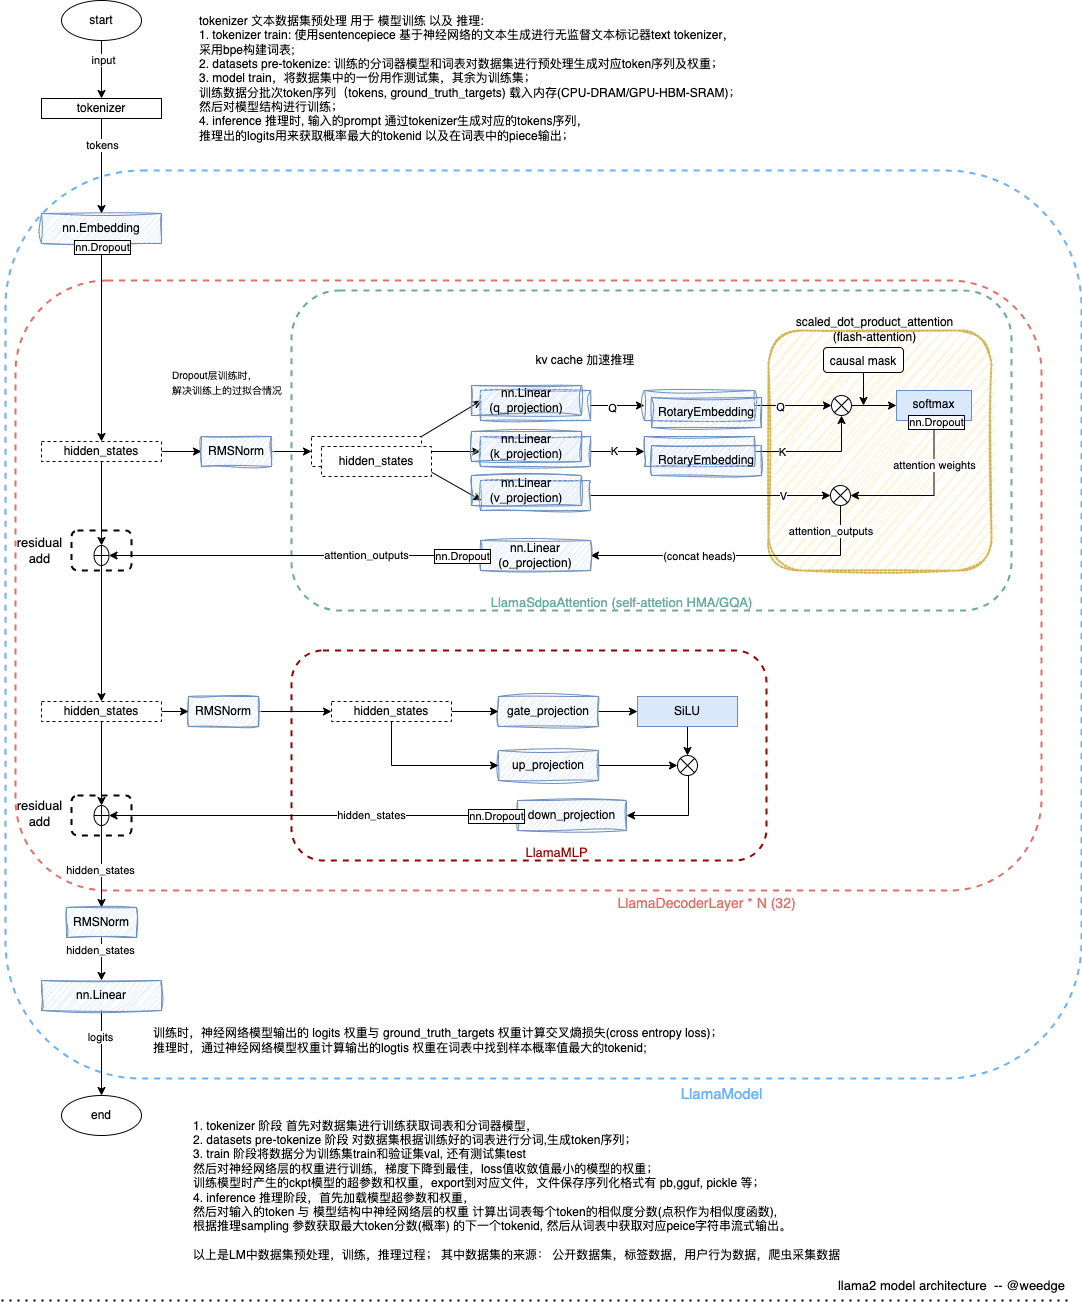 start
tokenizer 文本数据集预处理 用于 模型训练 以及 推理:
1. tokenizer train: 使用sentencepiece 基于神经网络的文本生成进行无监督文本标记器text tokenizer，
采用bpe构建词表;
2. datasets pre-tokenize: 训练的分词器模型和词表对数据集进行预处理生成对应token序列及权重；
3. model train，将数据集中的一份用作测试集，其余为训练集；
训练数据分批次token序列（tokens, ground_truth_targets) 载入内存(CPU-DRAM/GPU-HBM-SRAM)；
然后对模型结构进行训练；
4. inference 推理时, 输入的prompt 通过tokenizer生成对应的tokens序列，
推理出的logits用来获取概率最大的tokenid 以及在词表中的piece输出；
input
tokenizer
tokens
nn.Embedding
nn.Dropout
scaled_dot_product_attention
(flash-attention)
causal mask
kv cache 加速推理
Dropout层训练时，
解决训练上的过拟合情况
nn.Linear
(q_projection)
Q
RotaryEmbedding
Q
softmax
nn.Dropout
hidden_states
RMSNorm
hidden_states
nn.Linear
(k_projection)
K
RotaryEmbedding
K
attention weights
nn.Linear
(v_projection)
V
attention_outputs
residual
add
attention_outputs
nn.Dropout
nn.Linear
(o_projection)
(concat heads)
LlamaSdpaAttention (self-attetion HMA/GQA)
hidden_states
RMSNorm
hidden_states
gate_projection
SiLU
up_projection
residual
add
hidden_states
nn.Dropout
down_projection
LlamaMLP
hidden_states
LlamaDecoderLayer * N (32)
RMSNorm
hidden_states
nn.Linear
logits
训练时，神经网络模型输出的 logits 权重与 ground_truth_targets 权重计算交叉熵损失(cross entropy loss)；
推理时，通过神经网络模型权重计算输出的logtis 权重在词表中找到样本概率值最大的tokenid;
LlamaModel
end
1. tokenizer 阶段 首先对数据集进行训练获取词表和分词器模型，
2. datasets pre-tokenize 阶段 对数据集根据训练好的词表进行分词,生成token序列；
3. train 阶段将数据分为训练集train和验证集val, 还有测试集test
然后对神经网络层的权重进行训练，梯度下降到最佳，loss值收敛值最小的模型的权重；
训练模型时产生的ckpt模型的超参数和权重，export到对应文件，文件保存序列化格式有 pb,gguf, pickle 等；
4. inference 推理阶段，首先加载模型超参数和权重，
然后对输入的token 与 模型结构中神经网络层的权重 计算出词表每个token的相似度分数(点积作为相似度函数),
根据推理sampling 参数获取最大token分数(概率) 的下一个tokenid, 然后从词表中获取对应peice字符串流式输出。
以上是LM中数据集预处理，训练，推理过程； 其中数据集的来源： 公开数据集，标签数据，用户行为数据，爬虫采集数据
llama2 model architecture -- @weedge